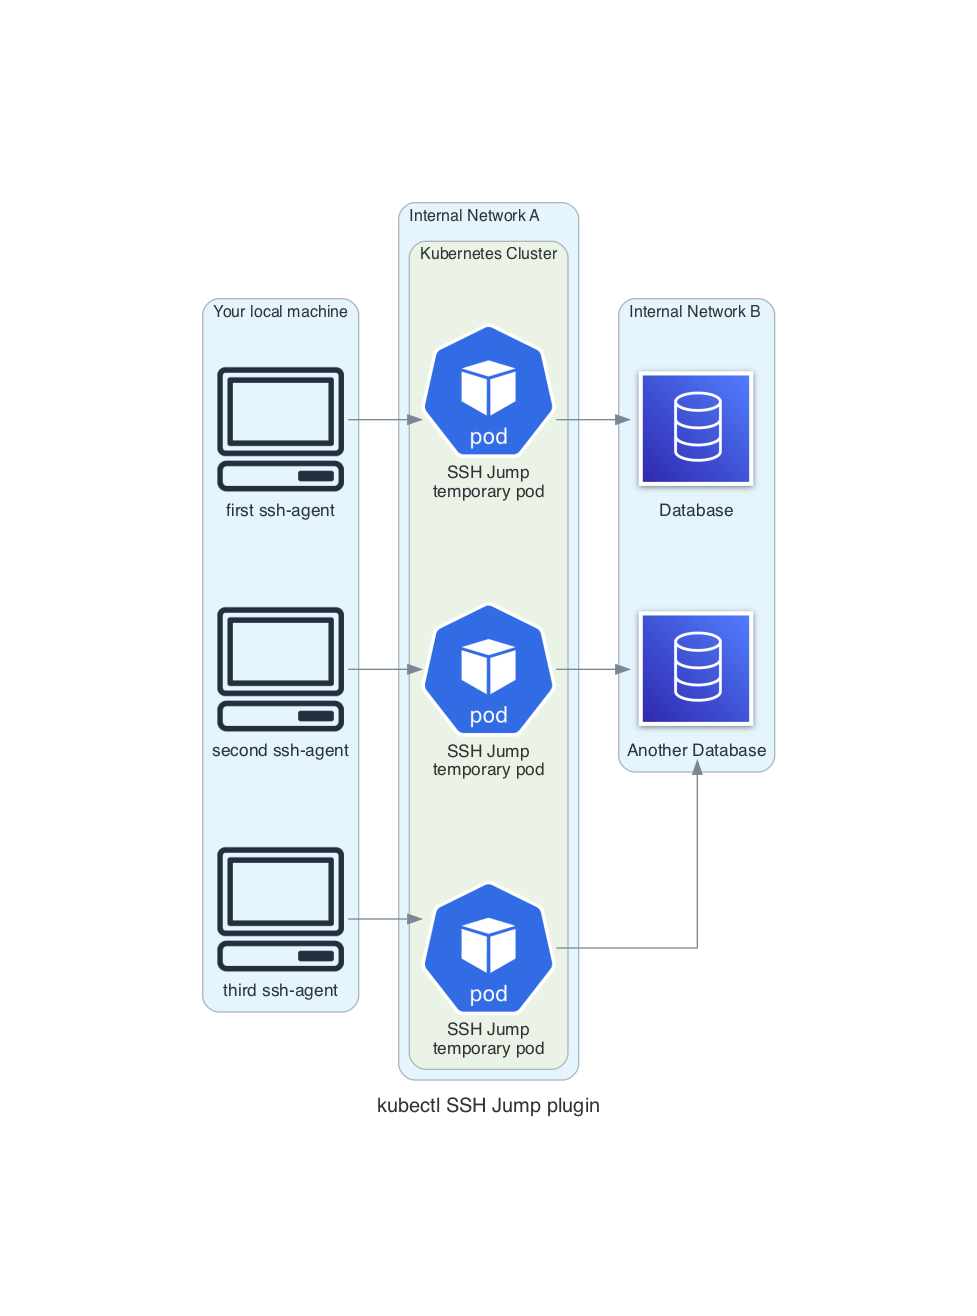 Internal Network A
Kubernetes Cluster
Your local machine
Internal Network B
pod
SSH Jump
temporary pod
first ssh-agent
Database
pod
SSH Jump
temporary pod
second ssh-agent
Another Database
pod
SSH Jump
temporary pod
third ssh-agent
kubectl SSH Jump plugin